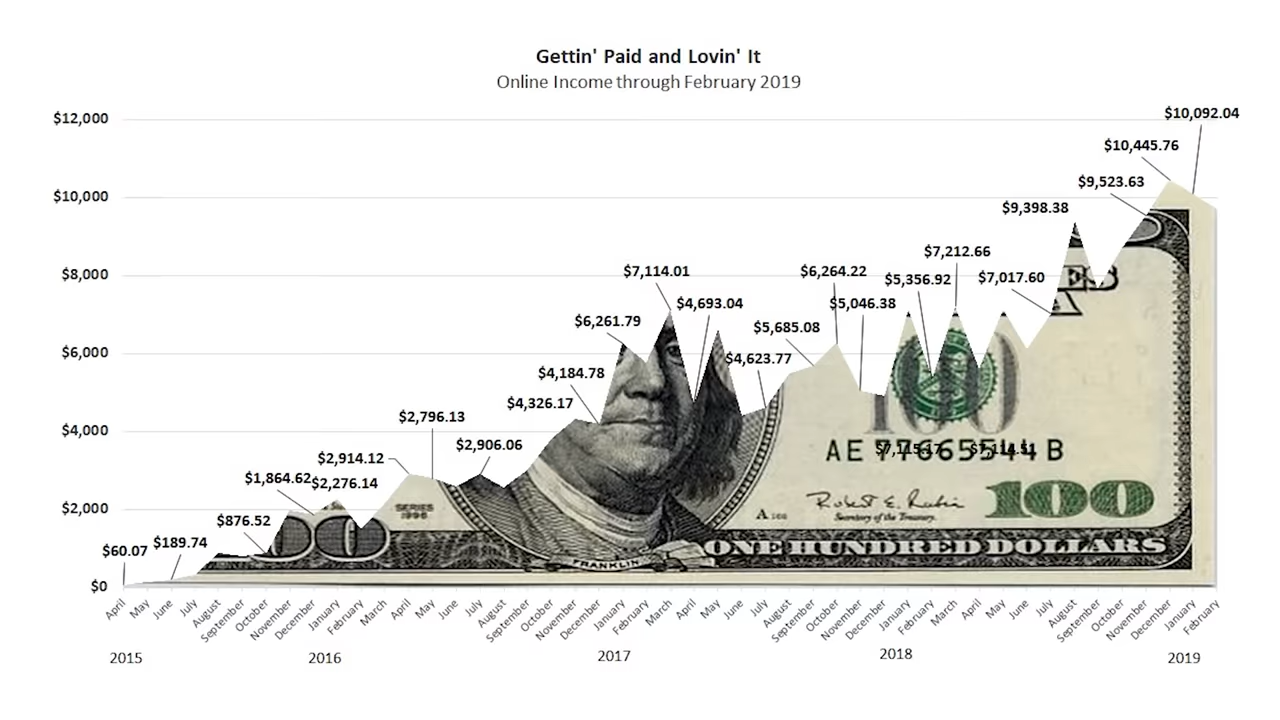 Gettin' Paid and Lovin' It
Online Income through February 2019
$12,000
$10,000
$8,000
$6,000
$4,000
$2,000
$0
$60.07
$189.74
$876.52
$1,864.62
$2,276.14
$2,914.12
$2,796.13
$2,906.06
$4,326.17
$4,184.78
$6,261.79
$7,114.01
$4,693.04
$4,623.77
$5,685.08
$6,264.22
$5,046.38
$5,356.92
$7,212.66
$7,017.60
$9,398.38
$9,523.63
$10,445.76
$10,092.04
ES
A
100
AE 77665544 B
SERIES
1996
A
Robert E. Rubin
Secretary of the Treasury.
100
00
ONE HUNDRED DOLLARS
FRANKLIN
April
May
June
July
August
September
October
November
December
January
February
March
April
May
June
July
August
September
October
November
December
January
February
March
April
May
June
July
August
September
October
November
December
January
February
March
April
May
June
July
August
September
October
November
December
January
February
2015
2016
2017
2018
2019